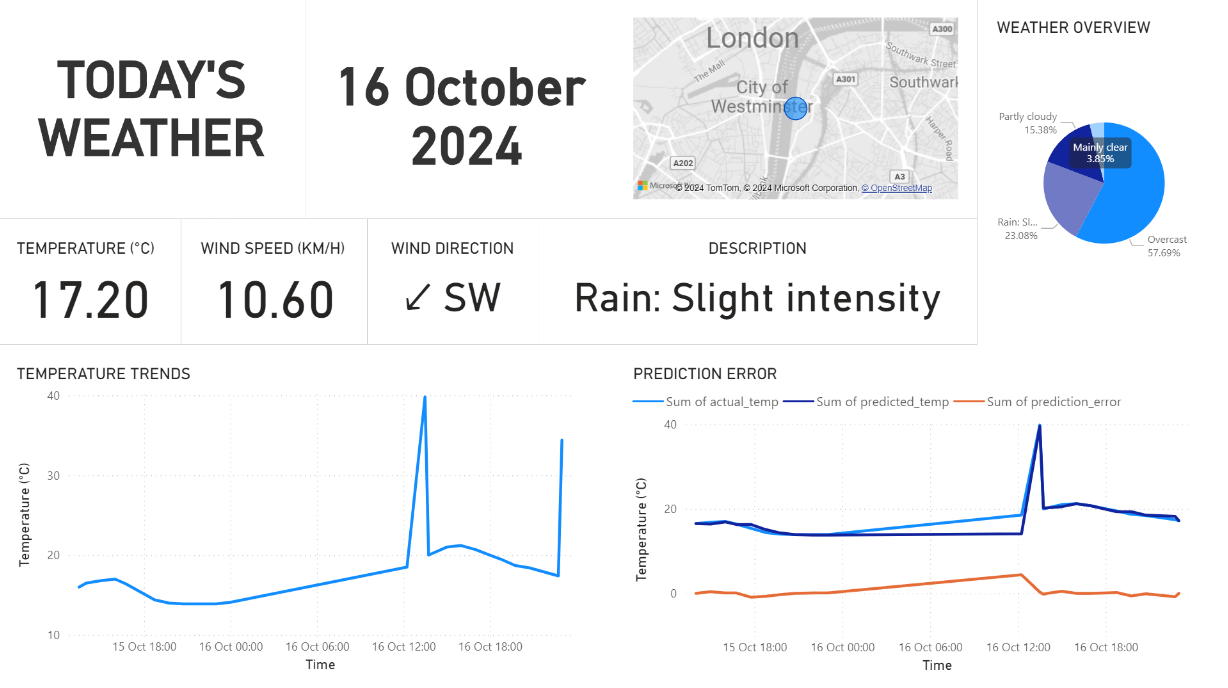 TODAY'S
WEATHER
16 October
2024
London
A300
The Mall
Southwark Street
A301
City of
Westminster
Southwark
Harper Road
A202
A3
© 2024 TomTom, © 2024 Microsoft Corporation, © OpenStreetMap
WEATHER OVERVIEW
Partly cloudy
15.38%
Mainly clear
3.85%
Rain: Sl...
23.08%
Overcast
57.69%
TEMPERATURE (°C)
17.20
WIND SPEED (KM/H)
10.60
WIND DIRECTION
↙ SW
DESCRIPTION
Rain: Slight intensity
TEMPERATURE TRENDS
Temperature (°C)
40
30
20
10
15 Oct 18:00 16 Oct 00:00 16 Oct 06:00 16 Oct 12:00 16 Oct 18:00
Time
PREDICTION ERROR
Sum of actual_temp Sum of predicted_temp Sum of prediction_error
Temperature (°C)
40
20
0
15 Oct 18:00 16 Oct 00:00 16 Oct 06:00 16 Oct 12:00 16 Oct 18:00
Time